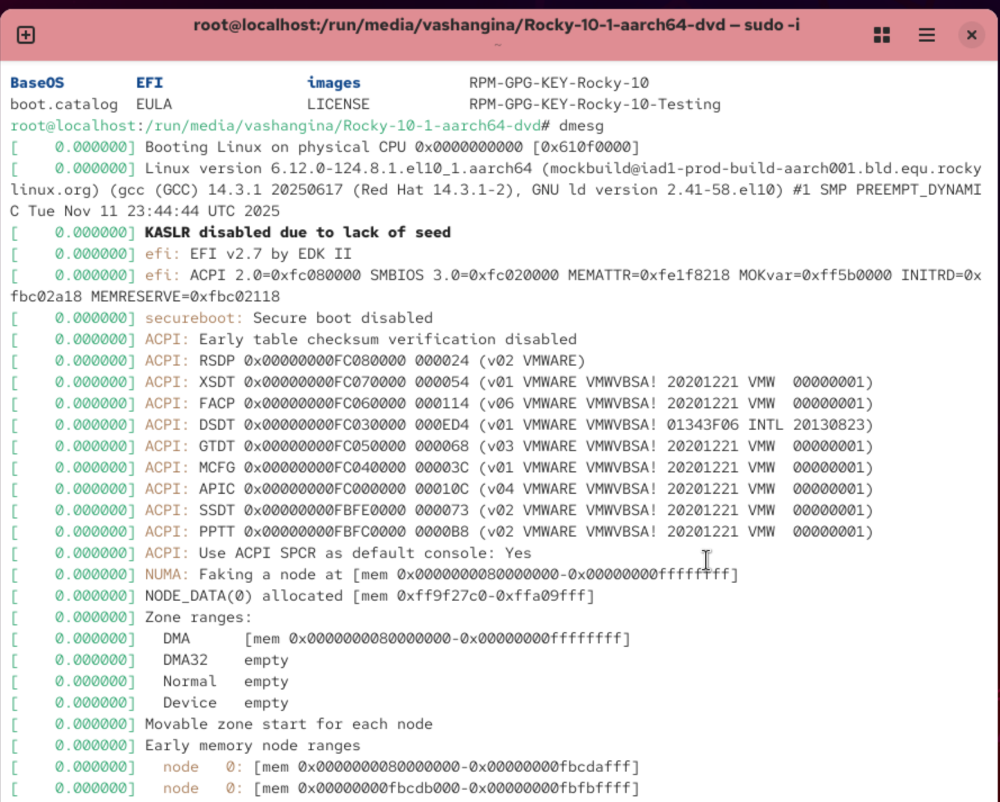 root@localhost:/run/media/vashangina/Rocky-10-1-aarch64-dvd — sudo -i
~
BaseOS        EFI                images            RPM-GPG-KEY-Rocky-10
boot.catalog  EULA               LICENSE           RPM-GPG-KEY-Rocky-10-Testing
root@localhost:/run/media/vashangina/Rocky-10-1-aarch64-dvd# dmesg
[    0.000000] Booting Linux on physical CPU 0x0000000000 [0x610f0000]
[    0.000000] Linux version 6.12.0-124.8.1.el10_1.aarch64 (mockbuild@iad1-prod-build-aarch001.bld.equ.rocky
linux.org) (gcc (GCC) 14.3.1 20250617 (Red Hat 14.3.1-2), GNU ld version 2.41-58.el10) #1 SMP PREEMPT_DYNAMI
C Tue Nov 11 23:44:44 UTC 2025
[    0.000000] KASLR disabled due to lack of seed
[    0.000000] efi: EFI v2.7 by EDK II
[    0.000000] efi: ACPI 2.0=0xfc080000 SMBIOS 3.0=0xfc020000 MEMATTR=0xfe1f8218 MOKvar=0xff5b0000 INITRD=0x
fbc02a18 MEMRESERVE=0xfbc02118
[    0.000000] secureboot: Secure boot disabled
[    0.000000] ACPI: Early table checksum verification disabled
[    0.000000] ACPI: RSDP 0x00000000FC080000 000024 (v02 VMWARE)
[    0.000000] ACPI: XSDT 0x00000000FC070000 000054 (v01 VMWARE VMWVBSA! 20201221 VMW  00000001)
[    0.000000] ACPI: FACP 0x00000000FC060000 000114 (v06 VMWARE VMWVBSA! 20201221 VMW  00000001)
[    0.000000] ACPI: DSDT 0x00000000FC030000 000ED4 (v01 VMWARE VMWVBSA! 01343F06 INTL 20130823)
[    0.000000] ACPI: GTDT 0x00000000FC050000 000068 (v03 VMWARE VMWVBSA! 20201221 VMW  00000001)
[    0.000000] ACPI: MCFG 0x00000000FC040000 00003C (v01 VMWARE VMWVBSA! 20201221 VMW  00000001)
[    0.000000] ACPI: APIC 0x00000000FC000000 00010C (v04 VMWARE VMWVBSA! 20201221 VMW  00000001)
[    0.000000] ACPI: SSDT 0x00000000FBFE0000 000073 (v02 VMWARE VMWVBSA! 20201221 VMW  00000001)
[    0.000000] ACPI: PPTT 0x00000000FBFC0000 0000B8 (v02 VMWARE VMWVBSA! 20201221 VMW  00000001)
[    0.000000] ACPI: Use ACPI SPCR as default console: Yes
[    0.000000] NUMA: Faking a node at [mem 0x0000000080000000-0x00000000ffffffff]
[    0.000000] NODE_DATA(0) allocated [mem 0xff9f27c0-0xffa09fff]
[    0.000000] Zone ranges:
[    0.000000]   DMA      [mem 0x0000000080000000-0x00000000ffffffff]
[    0.000000]   DMA32    empty
[    0.000000]   Normal   empty
[    0.000000]   Device   empty
[    0.000000] Movable zone start for each node
[    0.000000] Early memory node ranges
[    0.000000]   node   0: [mem 0x0000000080000000-0x00000000fbcdafff]
[    0.000000]   node   0: [mem 0x00000000fbcdb000-0x00000000fbfbffff]